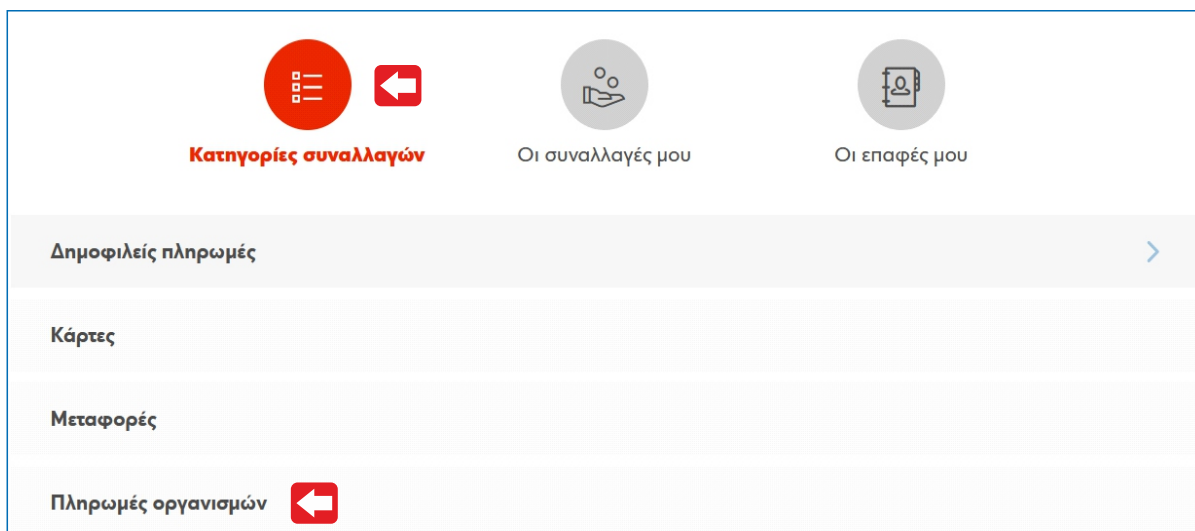 Κατηγορίες συναλλαγών
Οι συναλλαγές μου
Οι επαφές μου
Δημοφιλείς πληρωμές
Κάρτες
Μεταφορές
Πληρωμές οργανισμών